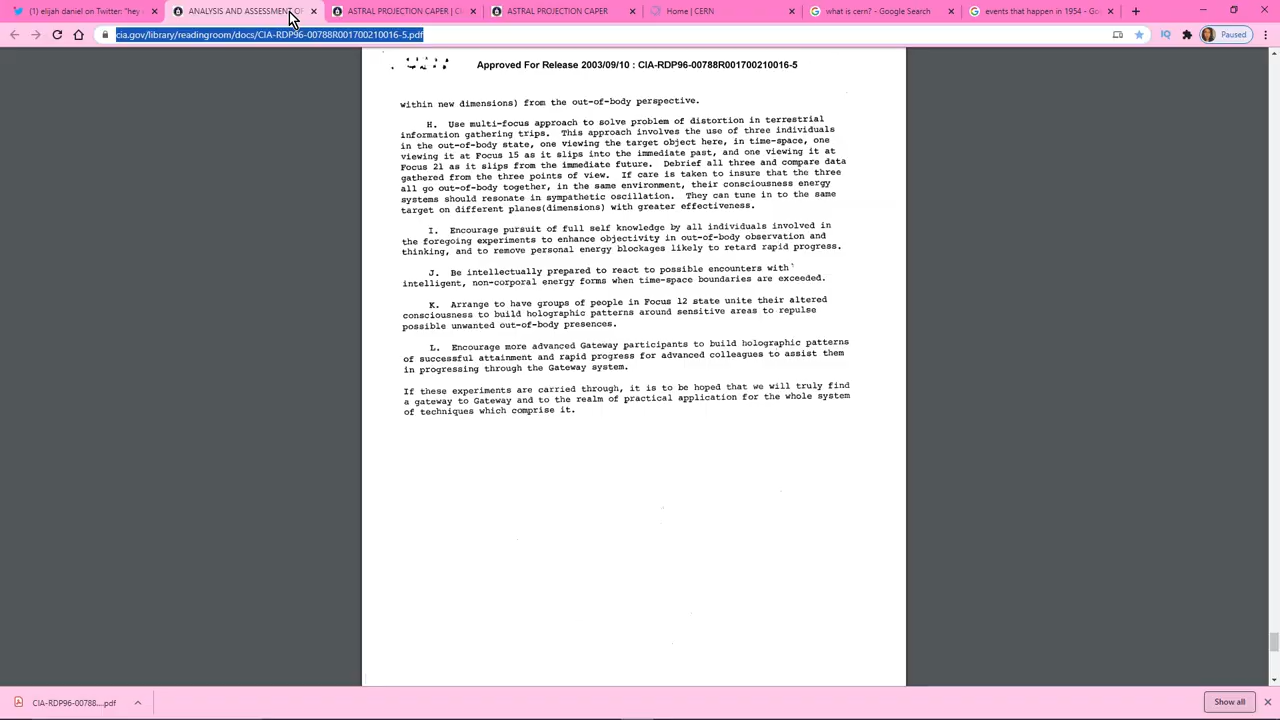 (1) elijah daniel on Twitter: "hey
ANALYSIS AND ASSESSMENT OF
ASTRAL PROJECTION CAPER | C
ASTRAL PROJECTION CAPER
Home | CERN
what is cern? - Google Search
events that happen in 1954 - Goo
cia.gov/library/readingroom/docs/CIA-RDP96-00788R001700210016-5.pdf
Paused
Approved For Release 2003/09/10 : CIA-RDP96-00788R001700210016-5
within new dimensions) from the out-of-body perspective.
H. Use multi-focus approach to solve problem of distortion in terrestrial
information gathering trips. This approach involves the use of three individuals
in the out-of-body state, one viewing the target object here, in time-space, one
viewing it at Focus 15 as it slips into the immediate past, and one viewing it at
Focus 21 as it slips from the immediate future. Debrief all three and compare data
gathered from the three points of view. If care is taken to insure that the three
all go out-of-body together, in the same environment, their consciousness energy
systems should resonate in sympathetic oscillation. They can tune in to the same
target on different planes(dimensions) with greater effectiveness.
I. Encourage pursuit of full self knowledge by all individuals involved in
the foregoing experiments to enhance objectivity in out-of-body observation and
thinking, and to remove personal energy blockages likely to retard rapid progress.
J. Be intellectually prepared to react to possible encounters with
intelligent, non-corporal energy forms when time-space boundaries are exceeded.
K. Arrange to have groups of people in Focus 12 state unite their altered
consciousness to build holographic patterns around sensitive areas to repulse
possible unwanted out-of-body presences.
L. Encourage more advanced Gateway participants to build holographic patterns
of successful attainment and rapid progress for advanced colleagues to assist them
in progressing through the Gateway system.
If these experiments are carried through, it is to be hoped that we will truly find
a gateway to Gateway and to the realm of practical application for the whole system
of techniques which comprise it.
CIA-RDP96-00788....pdf
Show all